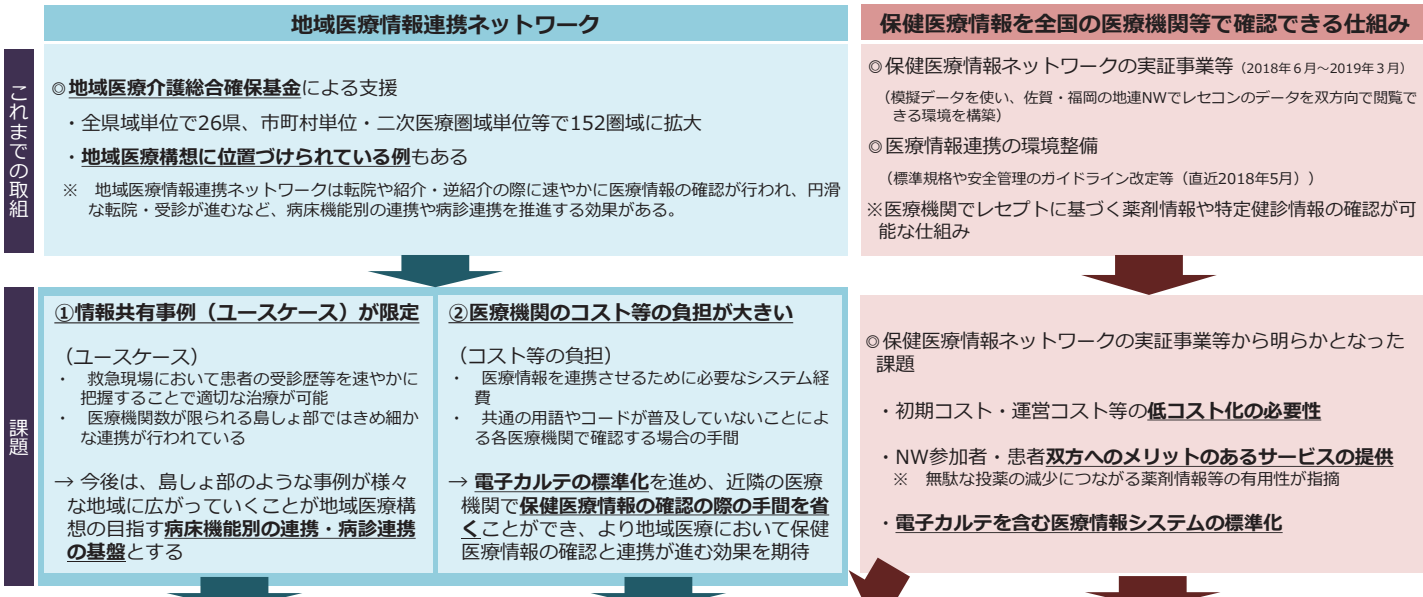 地域医療情報連携ネットワーク
保健医療情報を全国の医療機関等で確認できる仕組み
これまでの取組
◎地域医療介護総合確保基金による支援
・全県域単位で26県、市町村単位・二次医療圏域単位等で152圏域に拡大
・地域医療構想に位置づけられている例もある
※ 地域医療情報連携ネットワークは転院や紹介・逆紹介の際に速やかに医療情報の確認が行われ、円滑
な転院・受診が進むなど、病床機能別の連携や病診連携を推進する効果がある。
◎保健医療情報ネットワークの実証事業等（2018年６月～2019年３月）
（模擬データを使い、佐賀・福岡の地連NWでレセコンのデータを双方向で閲覧で
きる環境を構築）
◎医療情報連携の環境整備
（標準規格や安全管理のガイドライン改定等（直近2018年5月））
※医療機関でレセプトに基づく薬剤情報や特定健診情報の確認が可
能な仕組み
課題
①情報共有事例（ユースケース）が限定
（ユースケース）
・ 救急現場において患者の受診歴等を速やかに
把握することで適切な治療が可能
・ 医療機関数が限られる島しょ部ではきめ細か
な連携が行われている
→ 今後は、島しょ部のような事例が様々
な地域に広がっていくことが地域医療構
想の目指す病床機能別の連携・病診連携
の基盤とする
②医療機関のコスト等の負担が大きい
（コスト等の負担）
・ 医療情報を連携させるために必要なシステム経
費
・ 共通の用語やコードが普及していないことによ
る各医療機関で確認する場合の手間
→ 電子カルテの標準化を進め、近隣の医療
機関で保健医療情報の確認の際の手間を省
くことができ、より地域医療において保健
医療情報の確認と連携が進む効果を期待
◎保健医療情報ネットワークの実証事業等から明らかとなった
課題
・初期コスト・運営コスト等の低コスト化の必要性
・NW参加者・患者双方へのメリットのあるサービスの提供
※ 無駄な投薬の減少につながる薬剤情報等の有用性が指摘
・電子カルテを含む医療情報システムの標準化